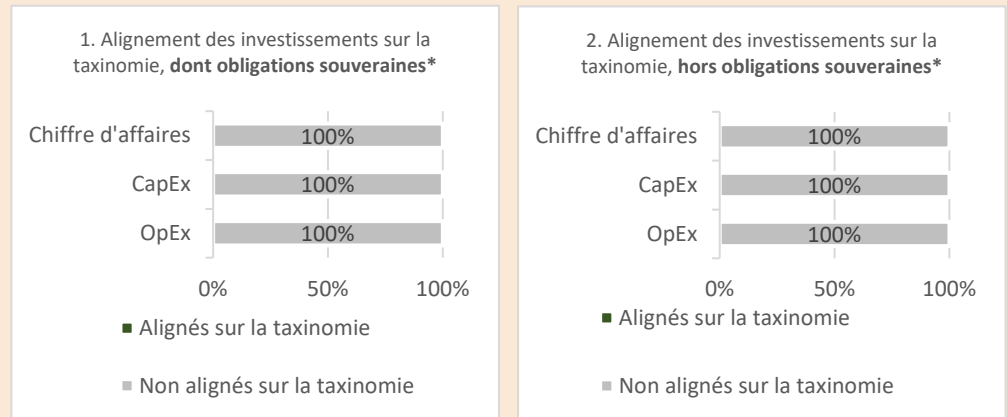 1. Alignement des investissements sur la
taxinomie, dont obligations souveraines*
Chiffre d'affaires
100%
CapEx
100%
OpEx
100%
0%
50%
100%
Alignés sur la taxinomie
Non alignés sur la taxinomie
2. Alignement des investissements sur la
taxinomie, hors obligations souveraines*
Chiffre d'affaires
100%
CapEx
100%
OpEx
100%
0%
50%
100%
Alignés sur la taxinomie
Non alignés sur la taxinomie